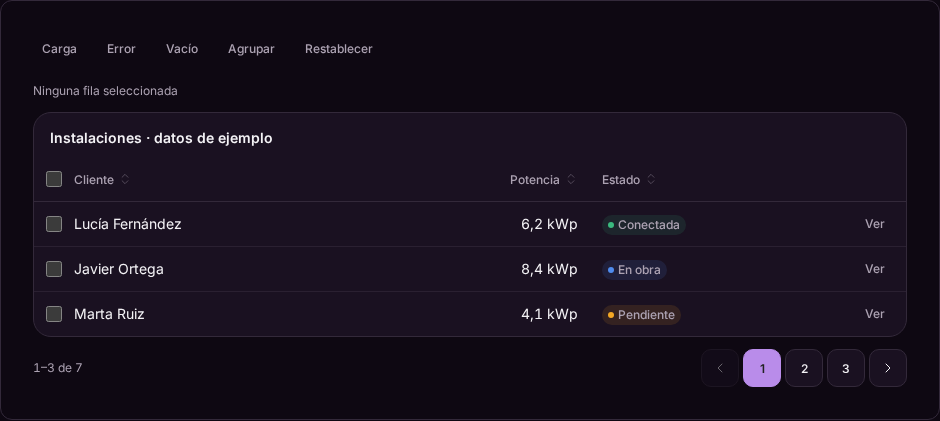 Carga Error Vacío Agrupar Restablecer
Ninguna fila seleccionada
Instalaciones · datos de ejemplo
Cliente Potencia Estado
Lucía Fernández 6,2 kWp Conectada Ver
Javier Ortega 8,4 kWp En obra Ver
Marta Ruiz 4,1 kWp Pendiente Ver
1–3 de 7 1 2 3